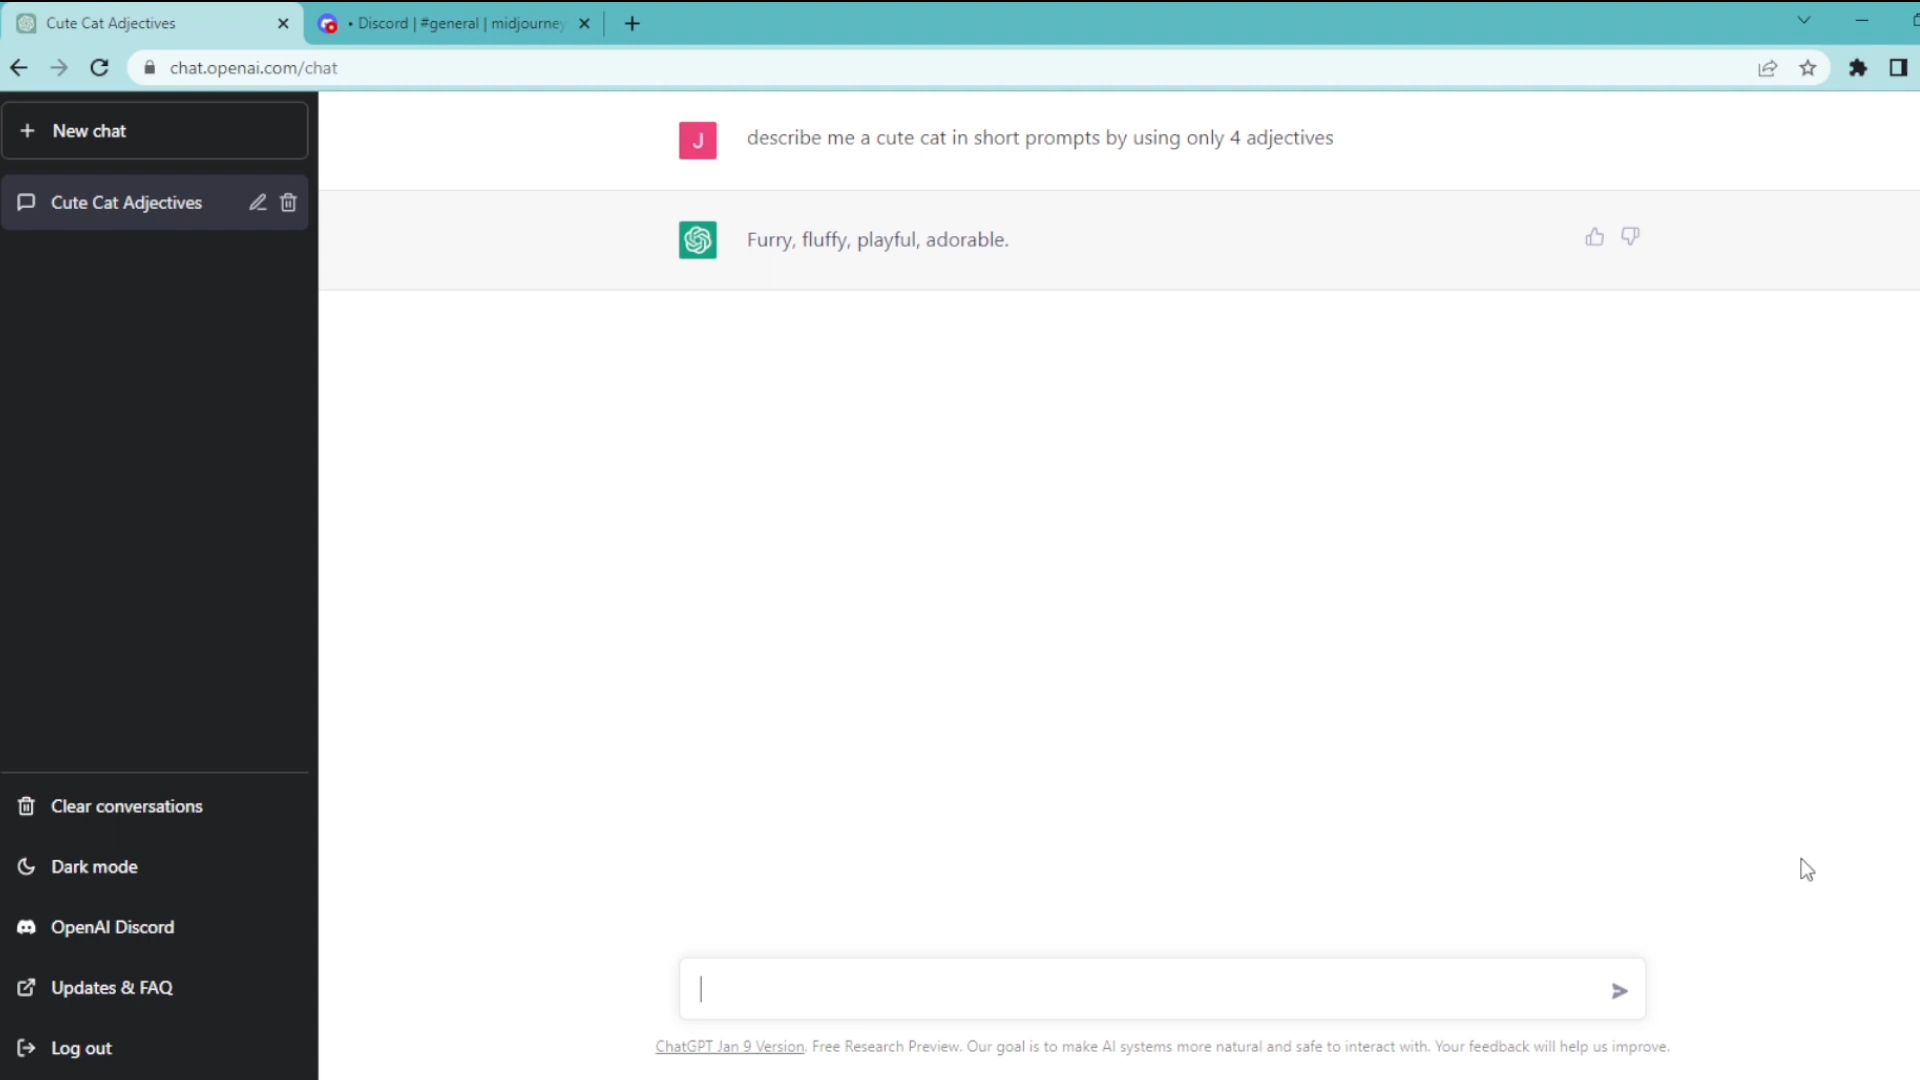 Cute Cat Adjectives
• Discord | #general | midjourney
chat.openai.com/chat
New chat
Cute Cat Adjectives
J
describe me a cute cat in short prompts by using only 4 adjectives
Furry, fluffy, playful, adorable.
Clear conversations
Dark mode
OpenAI Discord
Updates & FAQ
Log out
ChatGPT Jan 9 Version. Free Research Preview. Our goal is to make AI systems more natural and safe to interact with. Your feedback will help us improve.